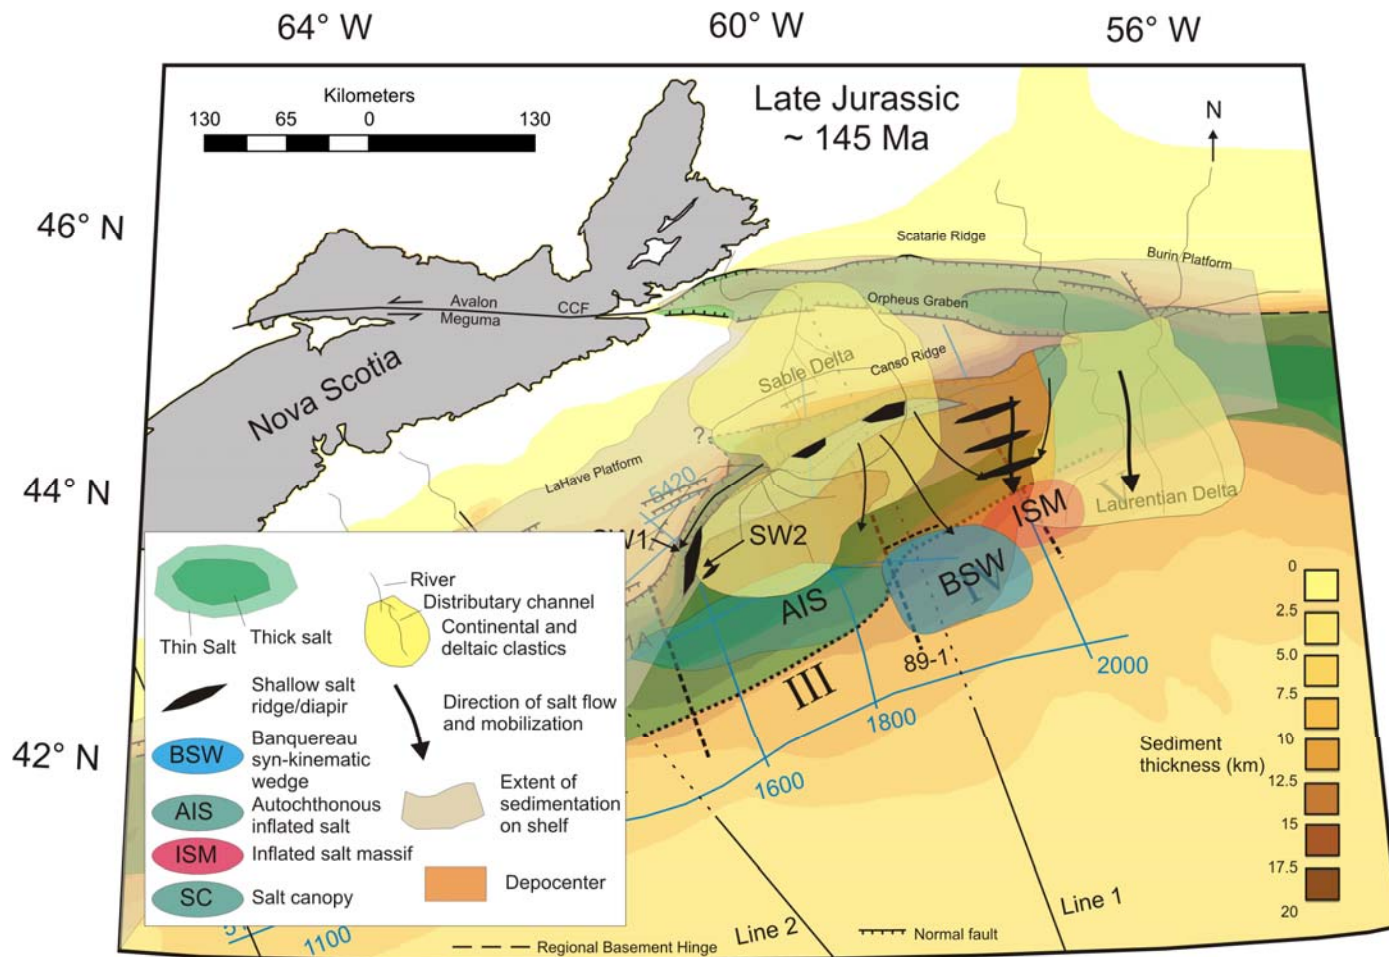 64° W
60° W
56° W
Kilometers
130
65
0
130
Late Jurassic
~ 145 Ma
N
46° N
44° N
42° N
Scatarie Ridge
Burin Platform
Avalon
CCF
Meguma
Orpheus Graben
Nova Scotia
Canso Ridge
Sable Delta
?
LaHave Platform
5420
Laurentian Delta
ISM
SW1
SW2
BSW
IV
AIS
V
1A
III
89-1
2000
1800
1600
1100
Thin Salt
Thick salt
River
Distributary channel
Continental and
deltaic clastics
Shallow salt
ridge/diapir
Direction of salt flow
and mobilization
BSW
Banquereau
syn-kinematic
wedge
AIS
Autochthonous
inflated salt
Extent of
sedimentation
on shelf
ISM
Inflated salt massif
SC
Salt canopy
Depocenter
Sediment
thickness (km)
0
2.5
5.0
7.5
10
12.5
15
17.5
20
Line 2
Line 1
Regional Basement Hinge
Normal fault